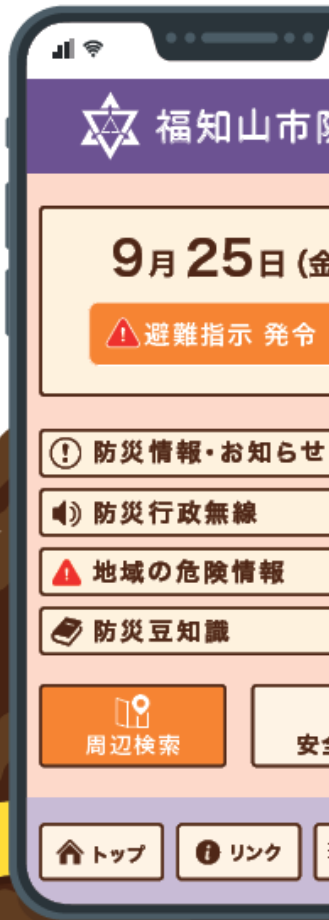 福知山市
9月25日(金
避難指示 発令
防災情報・お知らせ
防災行政無線
地域の危険情報
防災豆知識
周辺検索
トップ
リンク